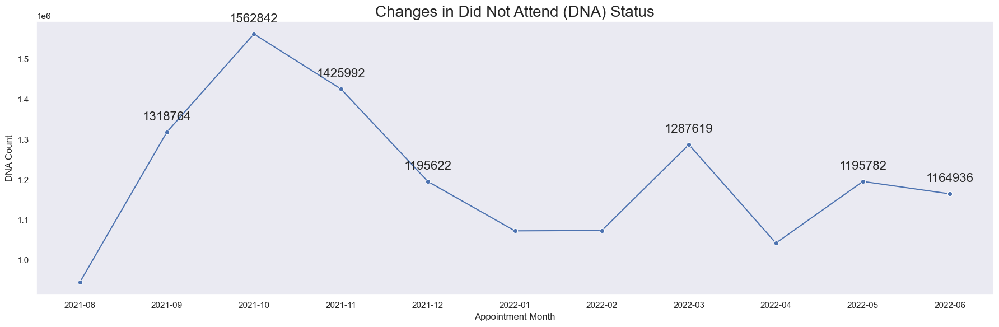 Changes in Did Not Attend (DNA) Status
1e6
1562842
1.5
1425992
1.4
1318764
1.3
1287619
1195622
1195782
1164936
1.2
1.1
1.0
DNA Count
2021-08 2021-09 2021-10 2021-11 2021-12 2022-01 2022-02 2022-03 2022-04 2022-05 2022-06
Appointment Month